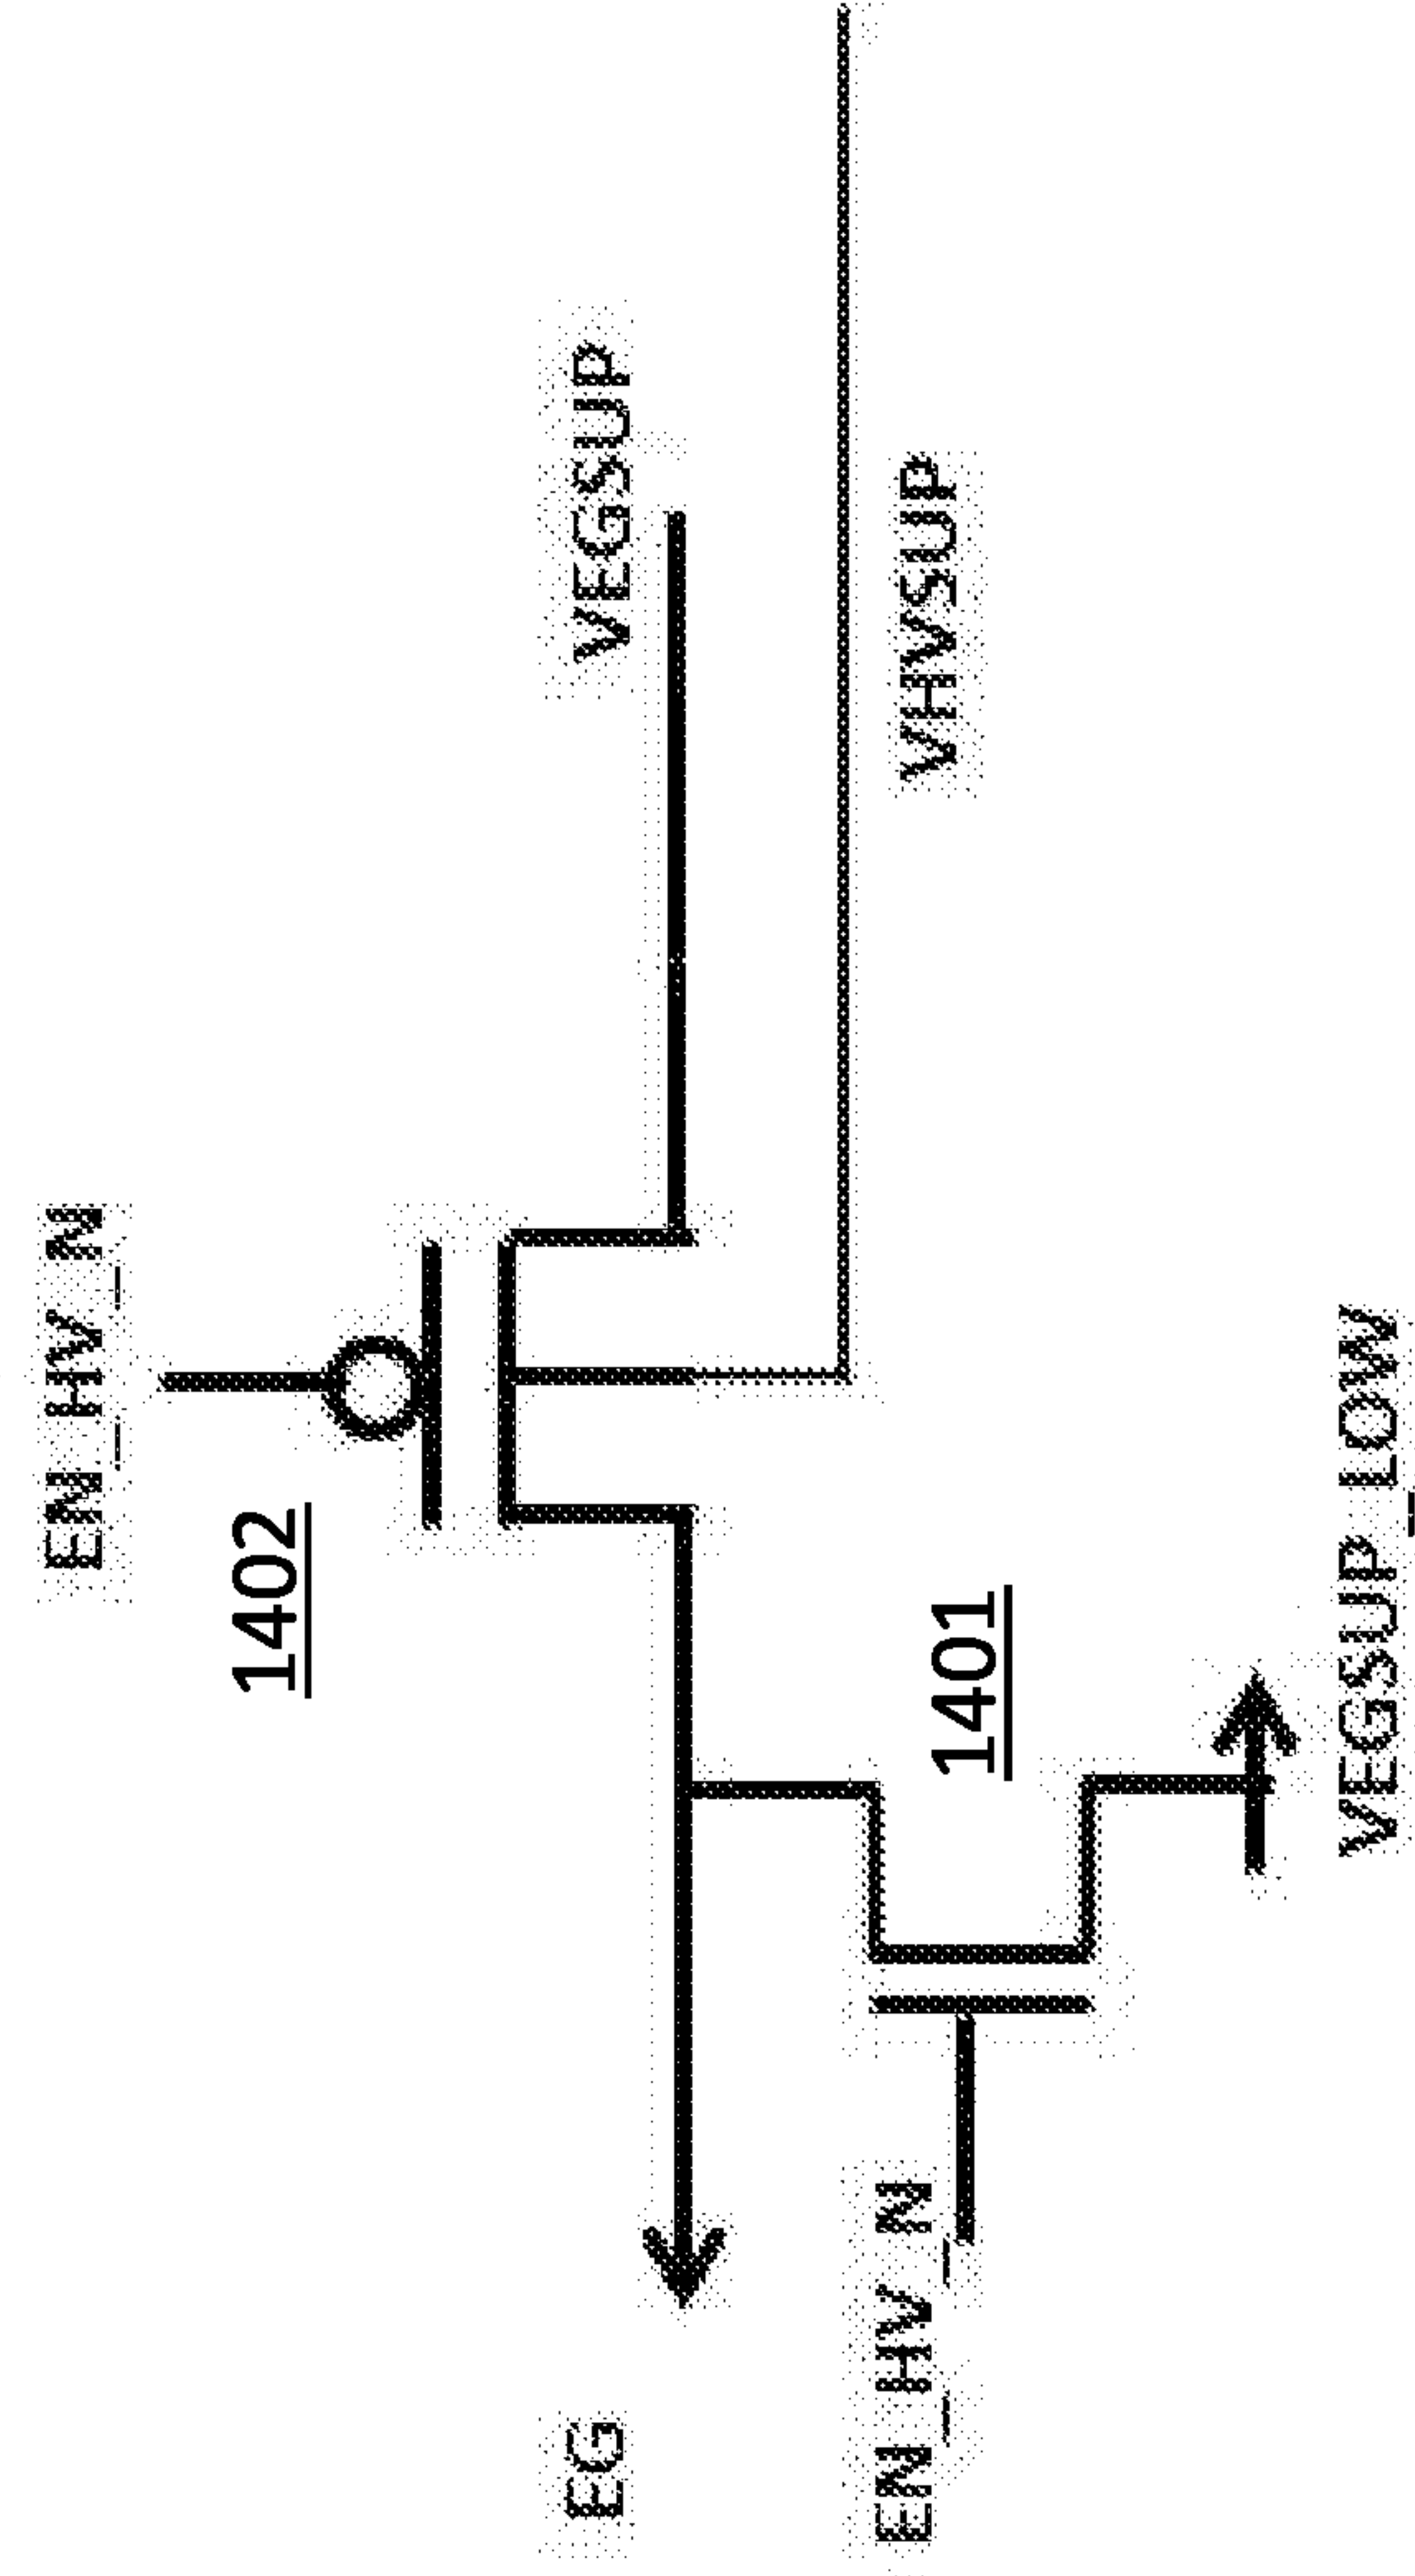 EN_HV_N
1402
VEGSUP
VHVSUP
EG
1401
EN_HV_N
VEGSUP_LOW